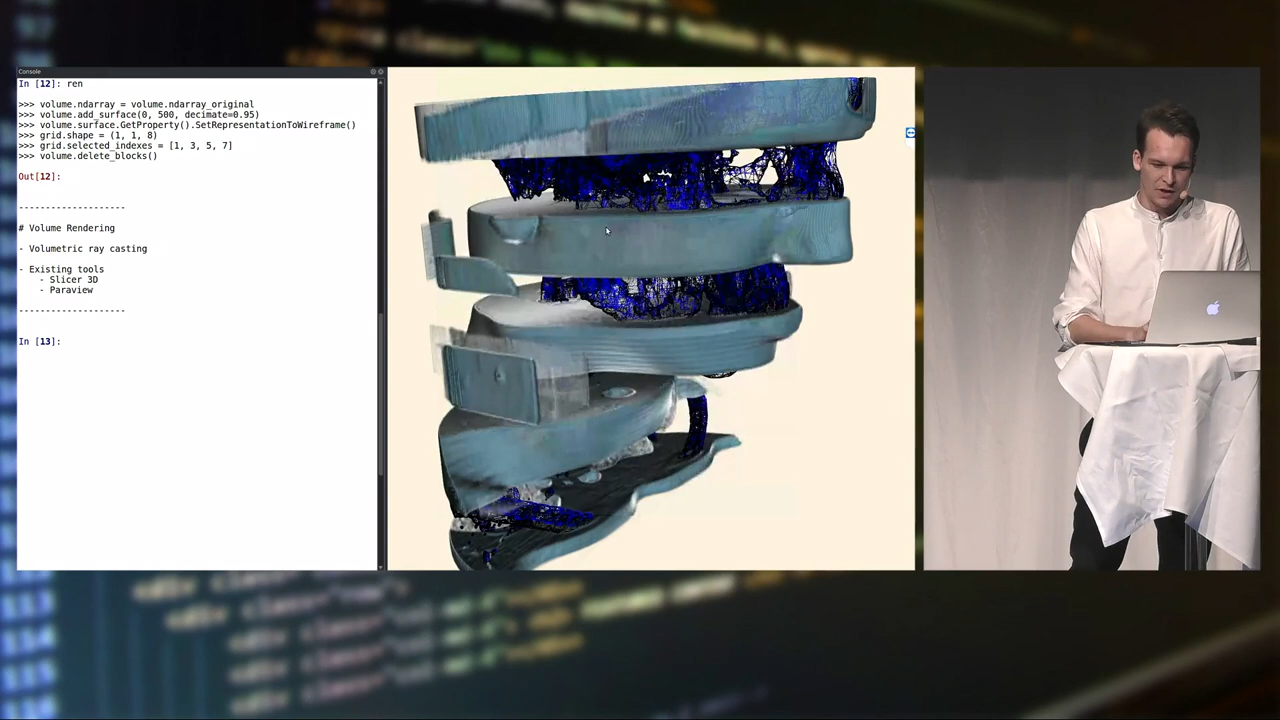 Console
In [12]: ren
>>> volume.ndarray = volume.ndarray_original
>>> volume.add_surface(0, 500, decimate=0.95)
>>> volume.surface.GetProperty().SetRepresentationToWireframe()
>>> grid.shape = (1, 1, 8)
>>> grid.selected_indexes = [1, 3, 5, 7]
>>> volume.delete_blocks()
Out[12]:
--------------------
# Volume Rendering
- Volumetric ray casting
- Existing tools
- Slicer 3D
- Paraview
--------------------
In [13]: